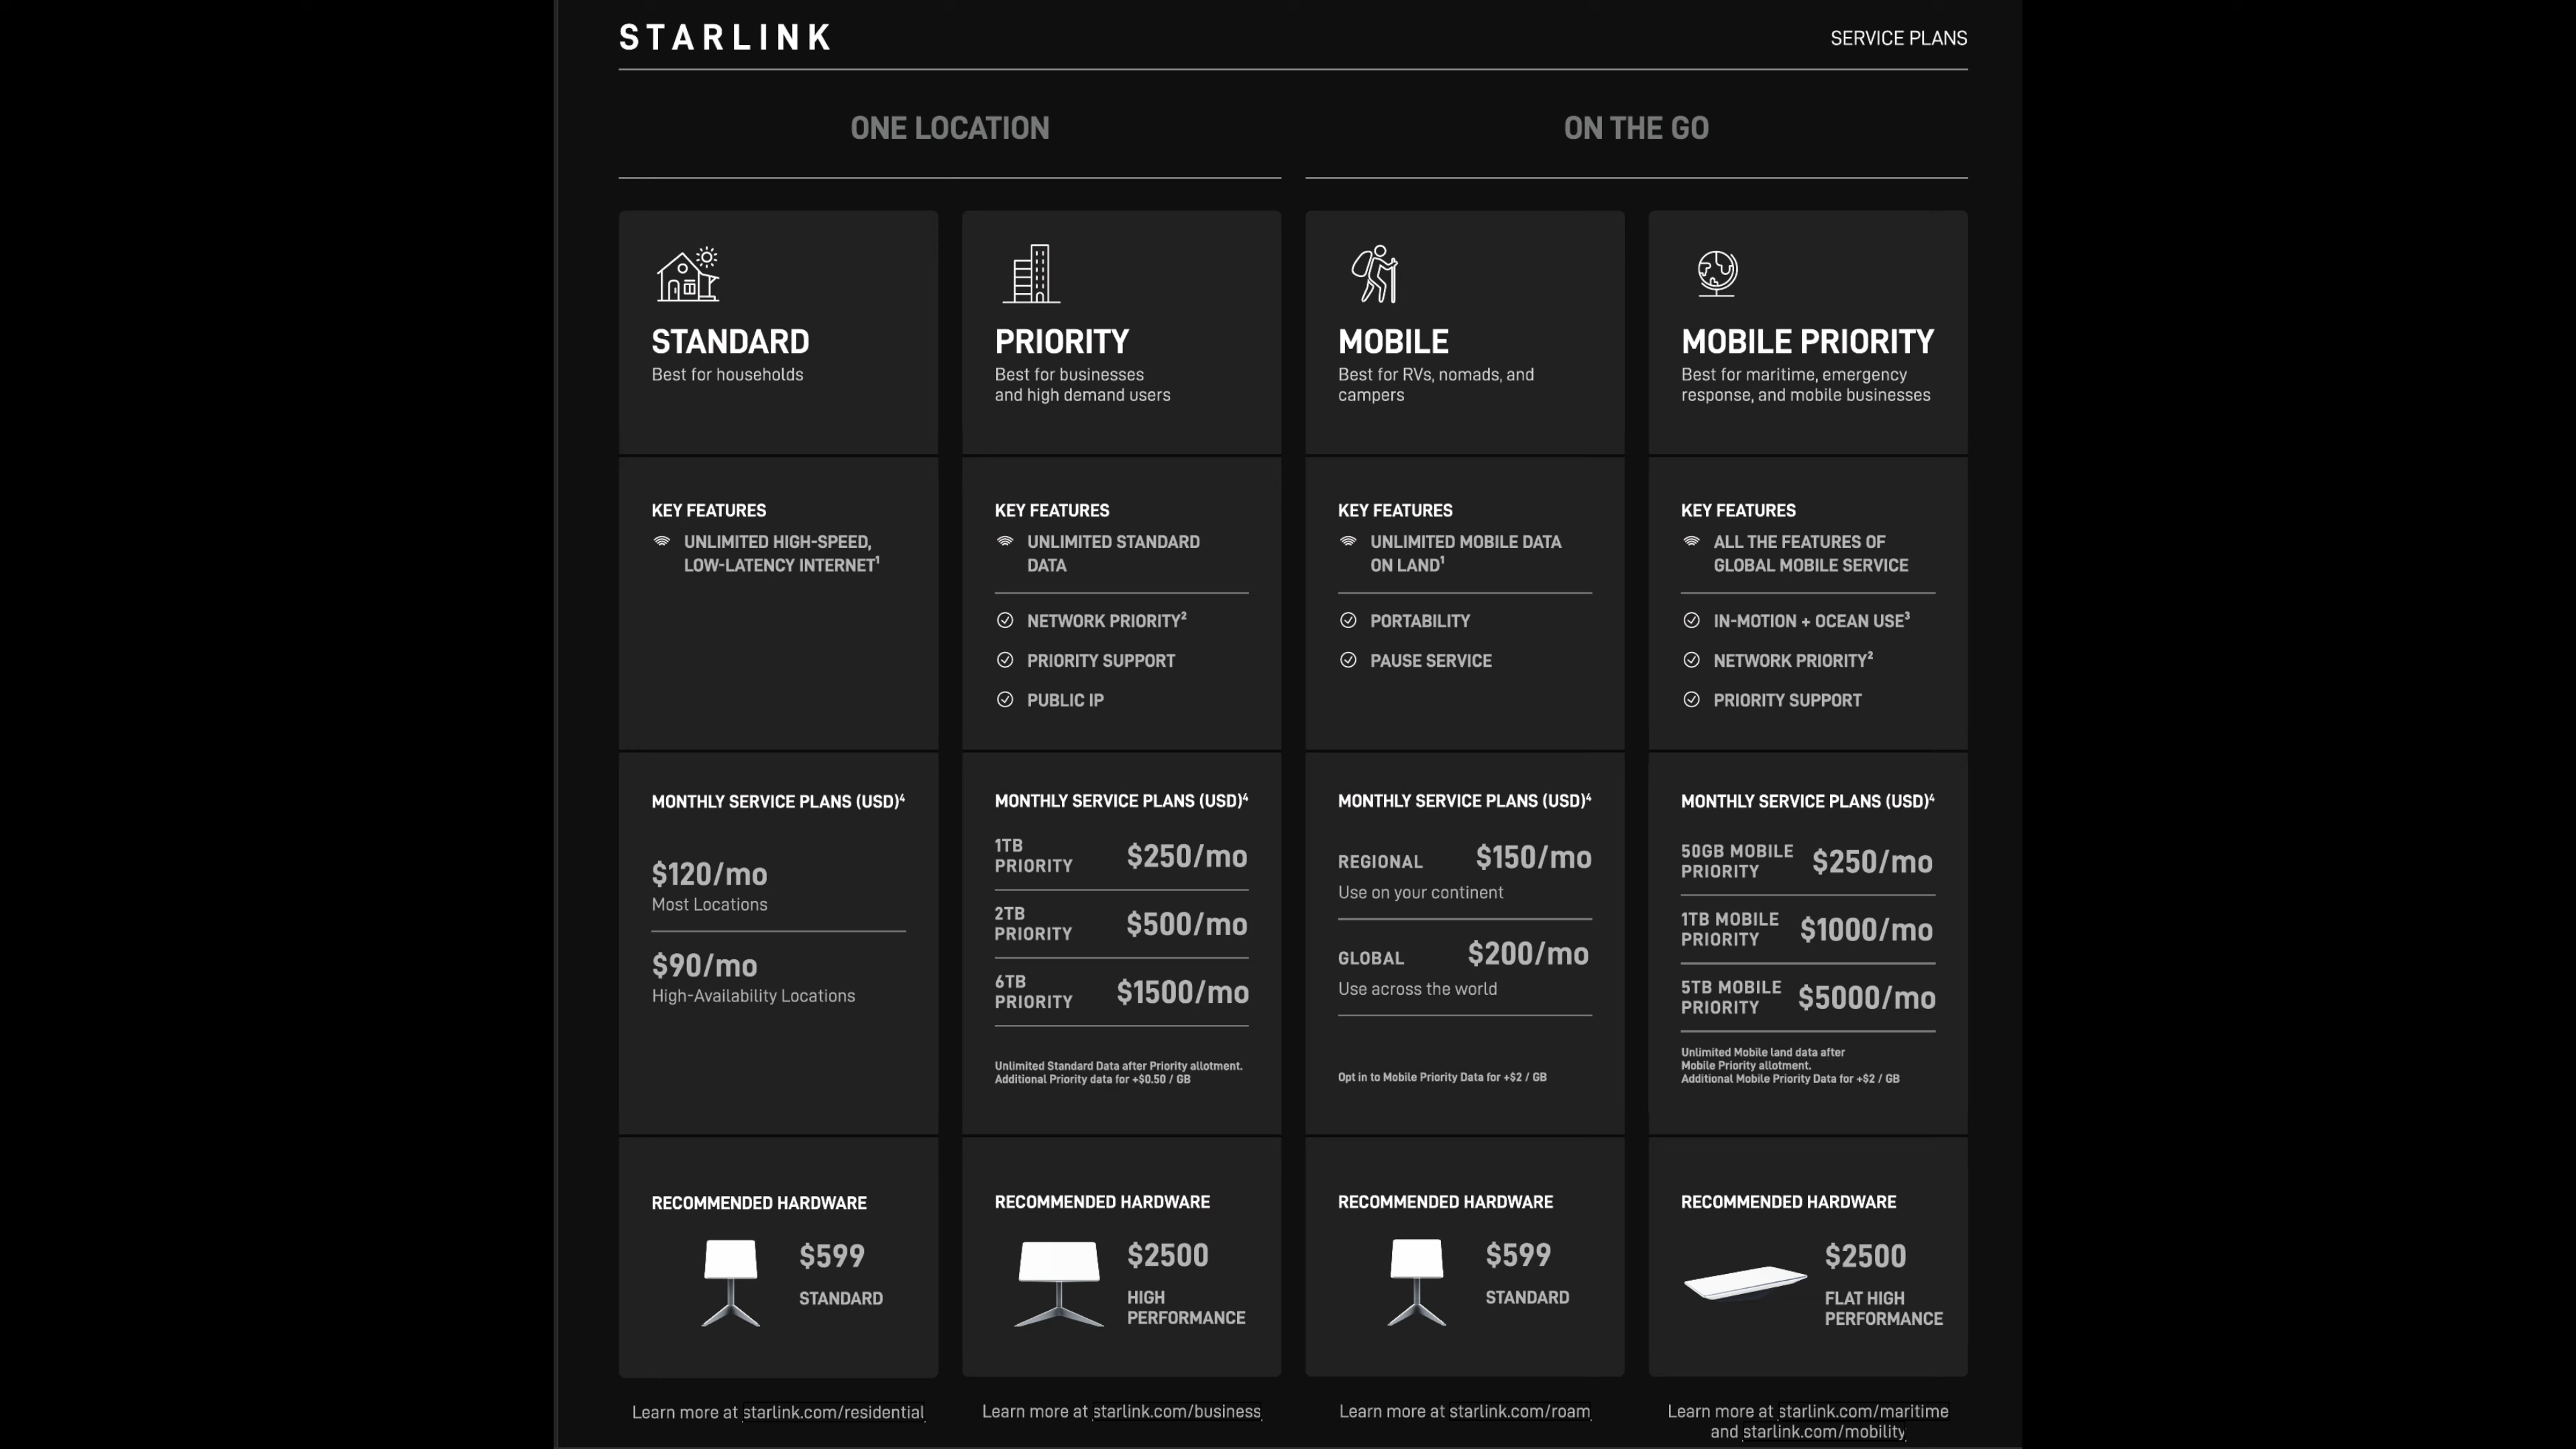 STARLINK
SERVICE PLANS
ONE LOCATION
ON THE GO
STANDARD
Best for households
KEY FEATURES
UNLIMITED HIGH-SPEED,
LOW-LATENCY INTERNET¹
MONTHLY SERVICE PLANS (USD)⁴
$120/mo
Most Locations
$90/mo
High-Availability Locations
RECOMMENDED HARDWARE
$599
STANDARD
Learn more at starlink.com/residential
PRIORITY
Best for businesses
and high demand users
KEY FEATURES
UNLIMITED STANDARD
DATA
NETWORK PRIORITY²
PRIORITY SUPPORT
PUBLIC IP
MONTHLY SERVICE PLANS (USD)⁴
1TB
PRIORITY
$250/mo
2TB
PRIORITY
$500/mo
6TB
PRIORITY
$1500/mo
Unlimited Standard Data after Priority allotment.
Additional Priority data for +$0.50 / GB
RECOMMENDED HARDWARE
$2500
HIGH
PERFORMANCE
Learn more at starlink.com/business
MOBILE
Best for RVs, nomads, and
campers
KEY FEATURES
UNLIMITED MOBILE DATA
ON LAND¹
PORTABILITY
PAUSE SERVICE
MONTHLY SERVICE PLANS (USD)⁴
REGIONAL $150/mo
Use on your continent
GLOBAL $200/mo
Use across the world
Opt in to Mobile Priority Data for +$2 / GB
RECOMMENDED HARDWARE
$599
STANDARD
Learn more at starlink.com/roam
MOBILE PRIORITY
Best for maritime, emergency
response, and mobile businesses
KEY FEATURES
ALL THE FEATURES OF
GLOBAL MOBILE SERVICE
IN-MOTION + OCEAN USE³
NETWORK PRIORITY²
PRIORITY SUPPORT
MONTHLY SERVICE PLANS (USD)⁴
50GB MOBILE
PRIORITY
$250/mo
1TB MOBILE
PRIORITY
$1000/mo
5TB MOBILE
PRIORITY
$5000/mo
Unlimited Mobile land data after
Mobile Priority allotment.
Additional Mobile Priority Data for +$2 / GB
RECOMMENDED HARDWARE
$2500
FLAT HIGH
PERFORMANCE
Learn more at starlink.com/maritime
and starlink.com/mobility